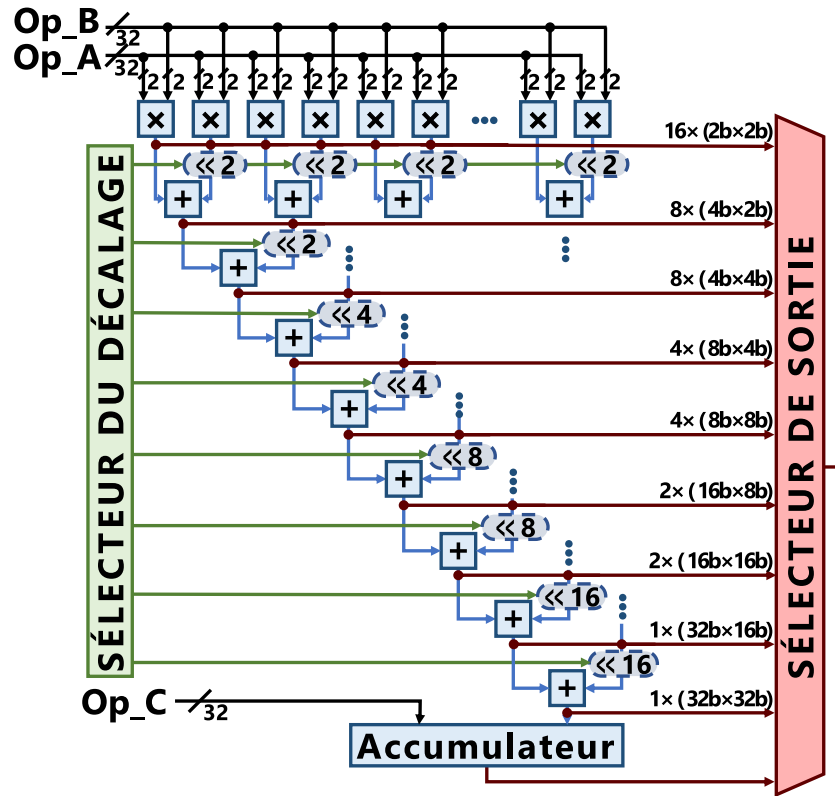 Op_B
32
Op_A
32
2 2 2 2 2 2 2 2 2 2 2 2 2 2 2 2
× × × × × × ... × ×
16× (2b×2b)
<<2 <<2 <<2 <<2
+ + + +
8× (4b×2b)
<<2
+
8× (4b×4b)
<<4
+
4× (8b×4b)
<<4
+
4× (8b×8b)
<<8
+
2× (16b×8b)
<<8
+
2× (16b×16b)
<<16
+
1× (32b×16b)
<<16
+
1× (32b×32b)
SÉLECTEUR DU DÉCALAGE
SÉLECTEUR DE SORTIE
Op_C
32
Accumulateur